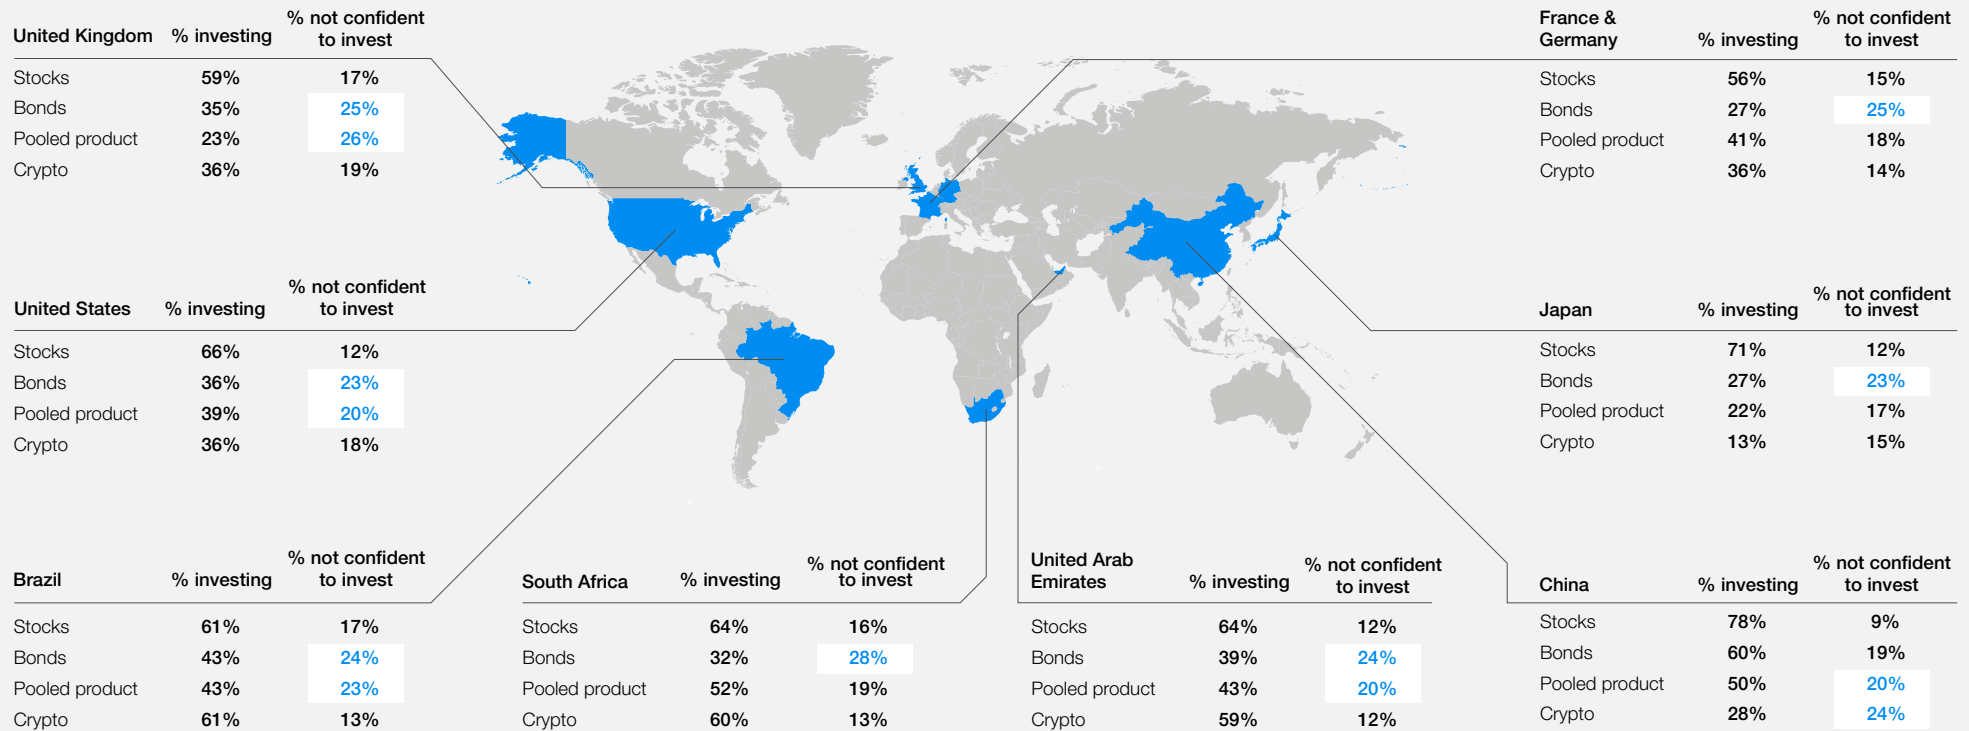 United Kingdom % investing % not confident to invest
Stocks 59% 17%
Bonds 35% 25%
Pooled product 23% 26%
Crypto 36% 19%
France & Germany % investing % not confident to invest
Stocks 56% 15%
Bonds 27% 25%
Pooled product 41% 18%
Crypto 36% 14%
United States % investing % not confident to invest
Stocks 66% 12%
Bonds 36% 23%
Pooled product 39% 20%
Crypto 36% 18%
Japan % investing % not confident to invest
Stocks 71% 12%
Bonds 27% 23%
Pooled product 22% 17%
Crypto 13% 15%
Brazil % investing % not confident to invest
Stocks 61% 17%
Bonds 43% 24%
Pooled product 43% 23%
Crypto 61% 13%
South Africa % investing % not confident to invest
Stocks 64% 16%
Bonds 32% 28%
Pooled product 52% 19%
Crypto 60% 13%
United Arab Emirates % investing % not confident to invest
Stocks 64% 12%
Bonds 39% 24%
Pooled product 43% 20%
Crypto 59% 12%
China % investing % not confident to invest
Stocks 78% 9%
Bonds 60% 19%
Pooled product 50% 20%
Crypto 28% 24%